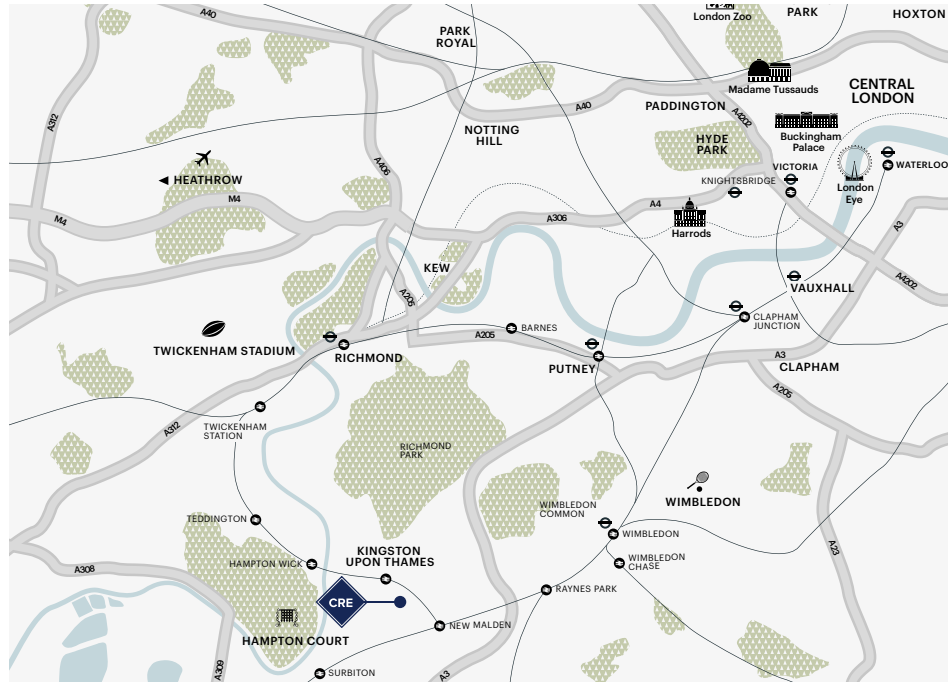 A40
PARK
ROYAL
London Zoo
PARK
HOXTON
Madame Tussauds
CENTRAL
LONDON
A312
A40
PADDINGTON
A4202
NOTTING
HILL
HYDE
PARK
Buckingham
Palace
A406
HEATHROW
KNIGHTSBRIDGE
VICTORIA
WATERLOO
London
Eye
M4
M4
A4
A306
Harrods
A3
KEW
A205
VAUXHALL
A4202
TWICKENHAM STADIUM
RICHMOND
A205
BARNES
CLAPHAM
JUNCTION
PUTNEY
A3
CLAPHAM
A205
A312
TWICKENHAM
STATION
RICHMOND
PARK
WIMBLEDON
COMMON
WIMBLEDON
TEDDINGTON
WIMBLEDON
A23
HAMPTON WICK
KINGSTON
UPON THAMES
WIMBLEDON
CHASE
A308
CRE
RAYNES PARK
NEW MALDEN
HAMPTON COURT
A309
SURBITON
A3